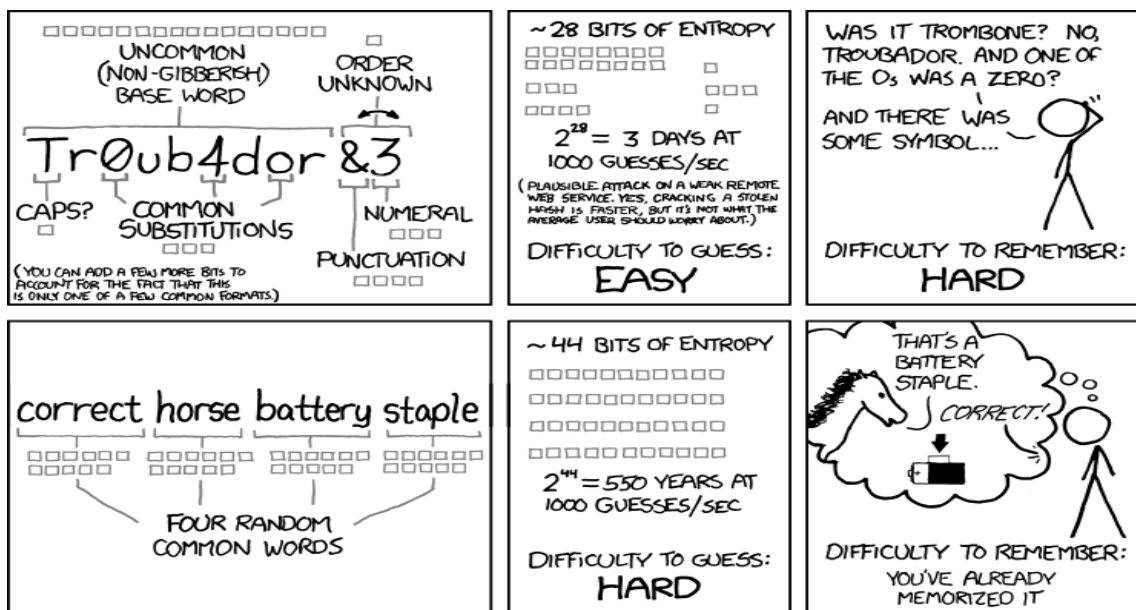 UNCOMMON
(NON-GIBBERISH)
BASE WORD
ORDER
UNKNOWN
Tr0ub4dor &3
CAPS?
COMMON
SUBSTITUTIONS
NUMERAL
PUNCTUATION
(YOU CAN ADD A FEW MORE BITS TO
ACCOUNT FOR THE FACT THAT THIS
IS ONLY ONE OF A FEW COMMON FORMATS.)
~28 BITS OF ENTROPY
2^28 = 3 DAYS AT
1000 GUESSES/SEC
(PLAUSIBLE ATTACK ON A WEAK REMOTE
WEB SERVICE. YES, CRACKING A STOLEN
HASH IS FASTER, BUT IT'S NOT WHAT THE
AVERAGE USER SHOULD WORRY ABOUT.)
DIFFICULTY TO GUESS:
EASY
WAS IT TROMBONE? NO,
TROUBADOR. AND ONE OF
THE Os WAS A ZERO?
AND THERE WAS
SOME SYMBOL...
DIFFICULTY TO REMEMBER:
HARD
correct horse battery staple
FOUR RANDOM
COMMON WORDS
~44 BITS OF ENTROPY
2^44 = 550 YEARS AT
1000 GUESSES/SEC
DIFFICULTY TO GUESS:
HARD
THAT'S A
BATTERY
STAPLE.
CORRECT!
DIFFICULTY TO REMEMBER:
YOU'VE ALREADY
MEMORIZED IT